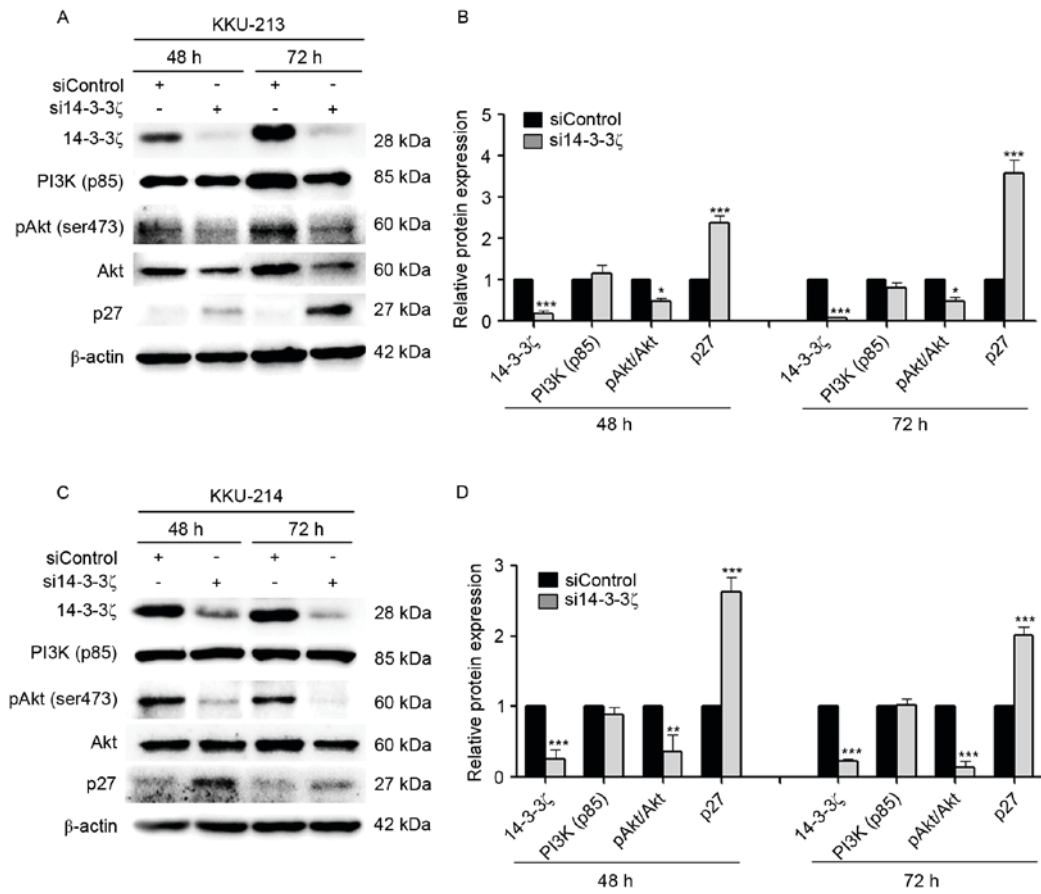 A
KKU-213
48 h 72 h
siControl + - + -
si14-3-3ζ - + - +
14-3-3ζ 28 kDa
PI3K (p85) 85 kDa
pAkt (ser473) 60 kDa
Akt 60 kDa
p27 27 kDa
β-actin 42 kDa
B
Relative protein expression
5
4
3
2
1
0
siControl
si14-3-3ζ
*** * *** *** * ***
14-3-3ζ PI3K (p85) pAkt/Akt p27 14-3-3ζ PI3K (p85) pAkt/Akt p27
48 h 72 h
C
KKU-214
48 h 72 h
siControl + - + -
si14-3-3ζ - + - +
14-3-3ζ 28 kDa
PI3K (p85) 85 kDa
pAkt (ser473) 60 kDa
Akt 60 kDa
p27 27 kDa
β-actin 42 kDa
D
Relative protein expression
3
2
1
0
siControl
si14-3-3ζ
*** ** *** *** *** ***
14-3-3ζ PI3K (p85) pAkt/Akt p27 14-3-3ζ PI3K (p85) pAkt/Akt p27
48 h 72 h